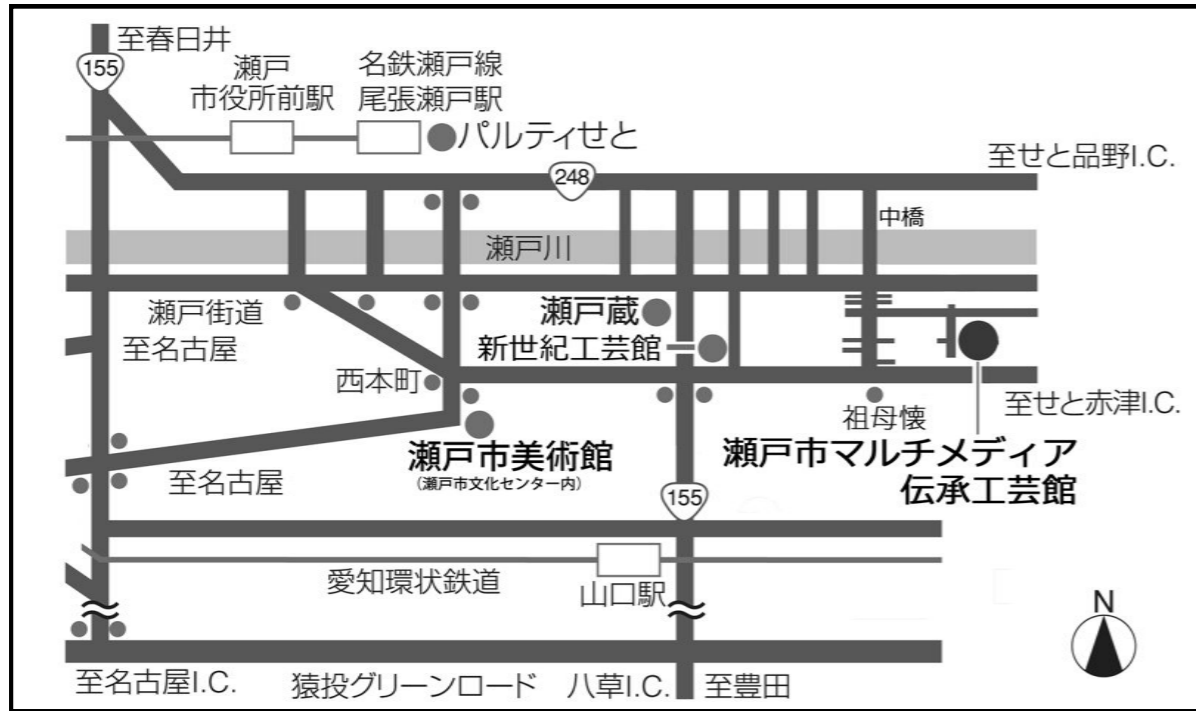 至春日井
155
瀬戸
市役所前駅
名鉄瀬戸線
尾張瀬戸駅
パルティせと
248
至せと品野I.C.
中橋
瀬戸川
瀬戸街道
至名古屋
瀬戸蔵
新世紀工芸館
西本町
祖母懐
至せと赤津I.C.
至名古屋
瀬戸市美術館
(瀬戸市文化センター内)
瀬戸市マルチメディア
伝承工芸館
155
愛知環状鉄道
山口駅
N
至名古屋I.C.
猿投グリーンロード
八草I.C.
至豊田